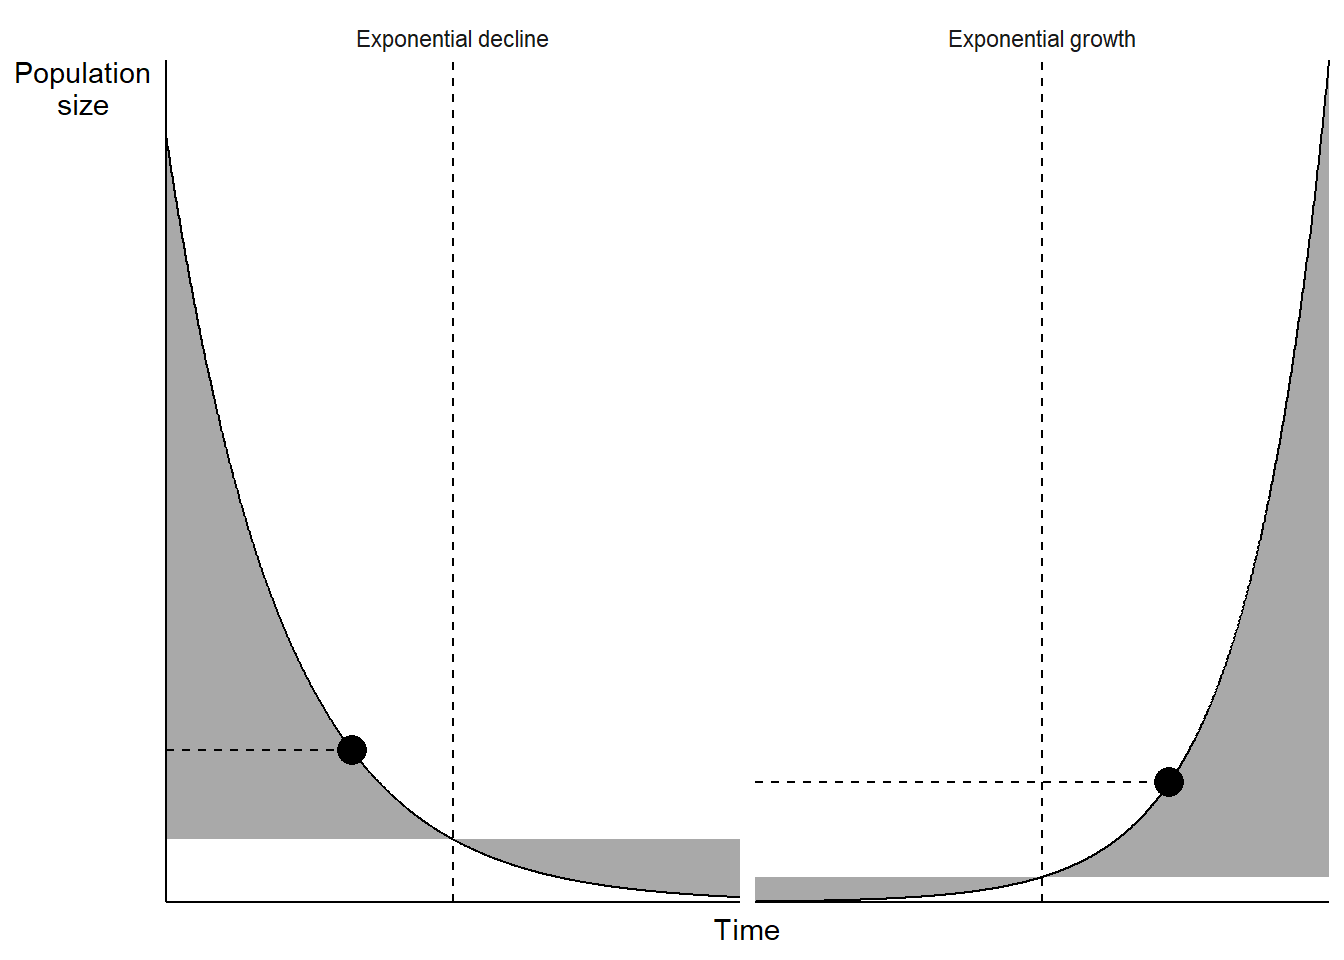 Exponential decline
Exponential growth
Population
size
Time